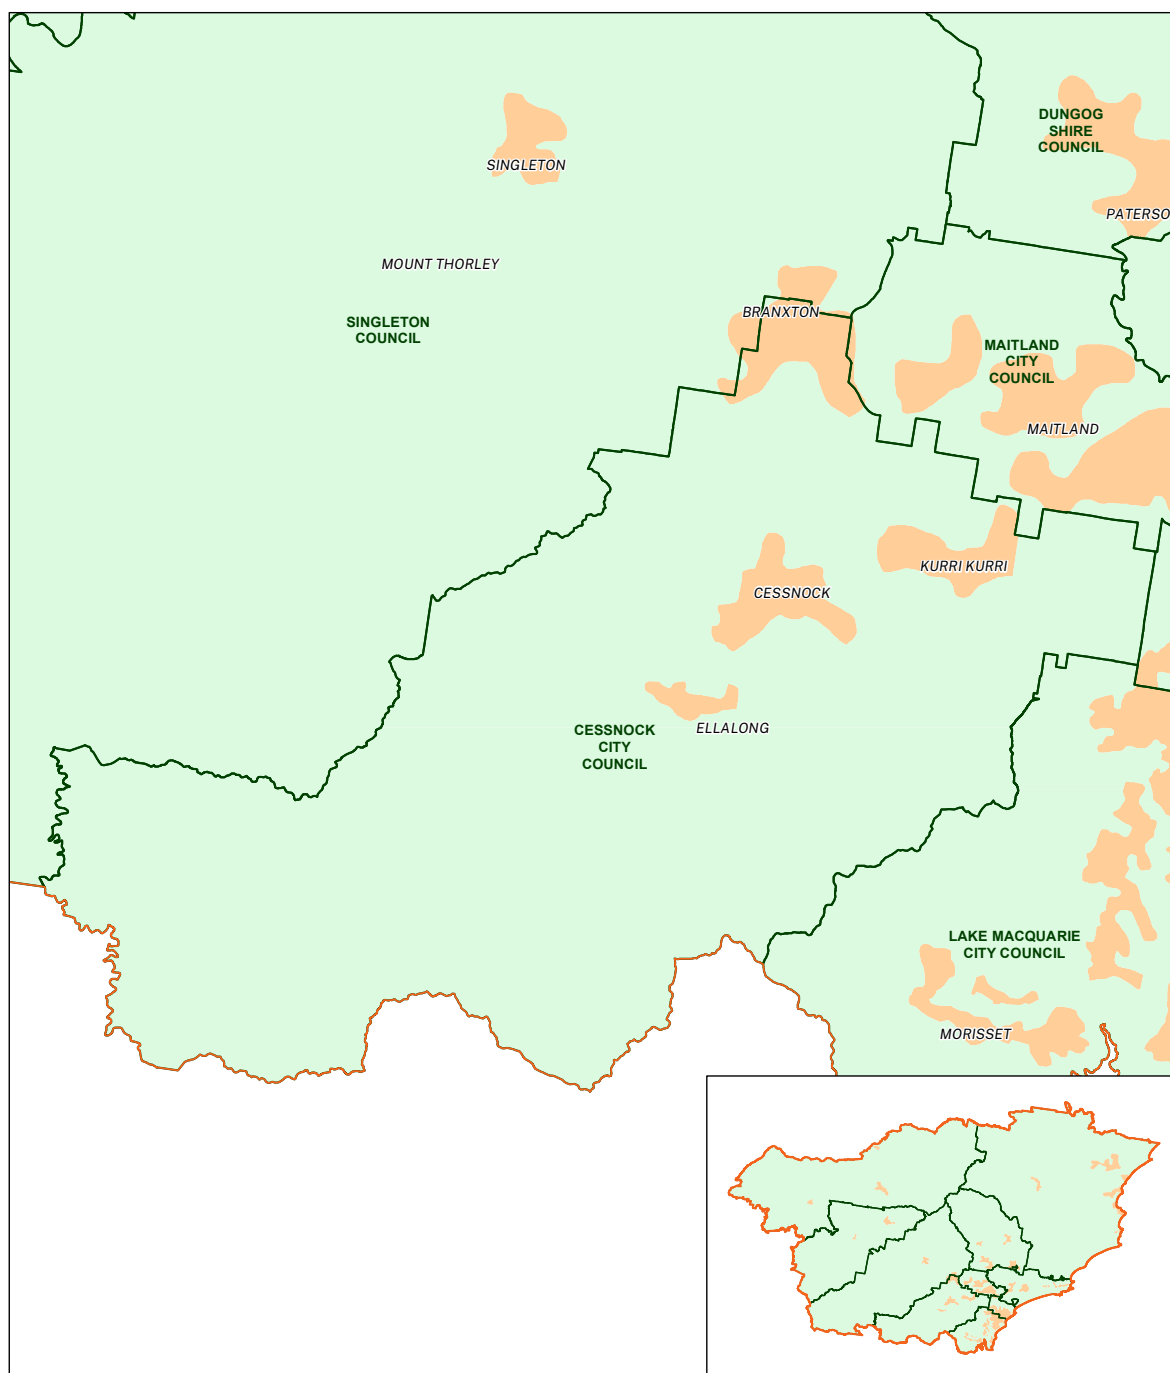 DUNGOG
SHIRE
COUNCIL
SINGLETON
PATERSO
MOUNT THORLEY
BRANXTON
SINGLETON
COUNCIL
MAITLAND
CITY
COUNCIL
MAITLAND
KURRI KURRI
CESSNOCK
ELLALONG
CESSNOCK
CITY
COUNCIL
LAKE MACQUARIE
CITY COUNCIL
MORISSET